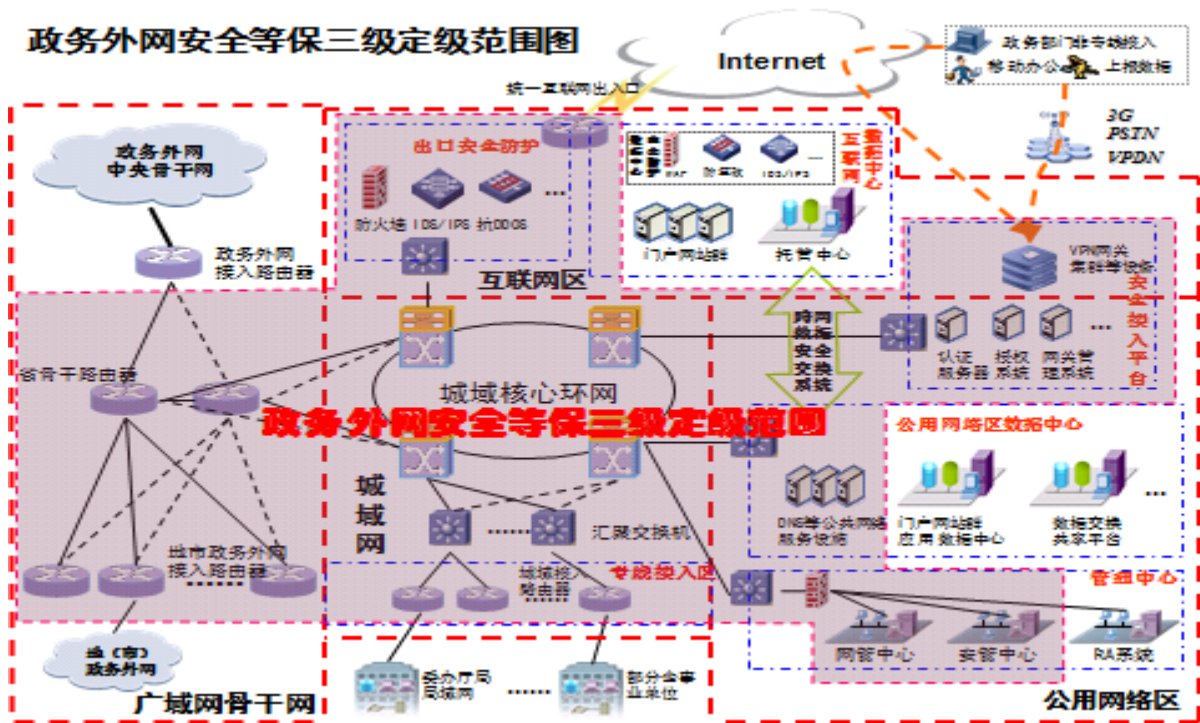 政务外网安全等保三级定级范围图
Internet
政务部门非专线接入
移动办公
上报数据
统一互联网出入口
3G
PSTN
VPDN
政务外网
中央骨干网
政务外网
接入路由器
出口安全防护
防火墙
IDS/IPS
抗DDOS
...
互联网区
互联网
数据中心
WAF
防篡改
IDS/IPS
....
门户网站群
托管中心
VPN网关
集群等设备
安全接入平台
认证
服务器
授权
系统
网关管
理系统
...
跨网
数据
安全
交换
系统
省骨干路由器
城域核心环网
政务外网安全等保三级定级范围
公用网络区数据中心
DNS等公共网络
服务设施
门户网站群
应用数据中心
数据交换
共享平台
...
城域网
......
汇聚交换机
地市政务外网
接入路由器
......
城域接入
路由器
......
专线接入区
管理中心
网管中心
安管中心
RA系统
地（市）
政务外网
广域网骨干网
委办厅局
局域网
......
部分企事
业单位
公用网络区